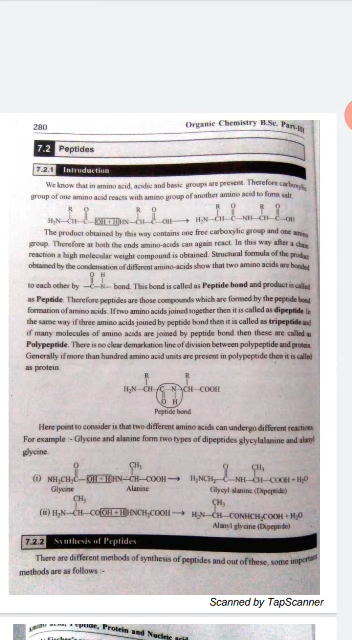 280
Organic Chemistry B.Sc. Part-III
7.2 Peptides
7.2.1 Introduction
We know that in amino acid, acidic and basic groups are present. Therefore carboxylic
group of one amino acid reacts with amino group of another amino acid to form salt.
R O R O R O R O
H₂N—CH—C—OH + H HN—CH—C—OH → H₂N—CH—C—NH—CH—C—OH
The product obtained by this way contains one free carboxylic group and one amino
group. Therefore at both the ends amino-acids can again react. In this way after a chain
reaction a high molecular weight compound is obtained. Structural formula of the product
obtained by the condensation of different amino-acids show that two amino acids are bonded
O H
to each other by —C—N— bond. This bond is called as Peptide bond and product is called
as Peptide. Therefore peptides are those compounds which are formed by the peptide bond
formation of amino acids. If two amino acids joined together then it is called as dipeptide. In
the same way if three amino acids joined by peptide bond then it is called as tripeptide and
if many molecules of amino acids are joined by peptide bond then these are called as
Polypeptide. There is no clear demarkation line of division between polypeptide and protein.
Generally if more than hundred amino acid units are present in polypeptide then it is called
as protein.
R R
H₂N—CH—C—N—CH—COOH
O H
Peptide bond
Here point to consider is that two different amino acids can undergo different reactions.
For example :- Glycine and alanine form two types of dipeptides glycylalanine and alanyl
glycine.
O CH₃ O CH₃
(i) NH₂CH₂C—OH + H HN—CH—COOH → H₂NCH₂—C—NH—CH—COOH + H₂O
Glycine Alanine Glycyl alanine (Dipeptide)
CH₃ CH₃
(ii) H₂N—CH—CO OH + H HNCH₂COOH → H₂N—CH—CONHCH₂COOH + H₂O
Alanyl glycine (Dipeptide)
7.2.2 Synthesis of Peptides
There are different methods of synthesis of peptides and out of these, some important
methods are as follows :-
Scanned by TapScanner
Peptide, Protein and Nucleic acid